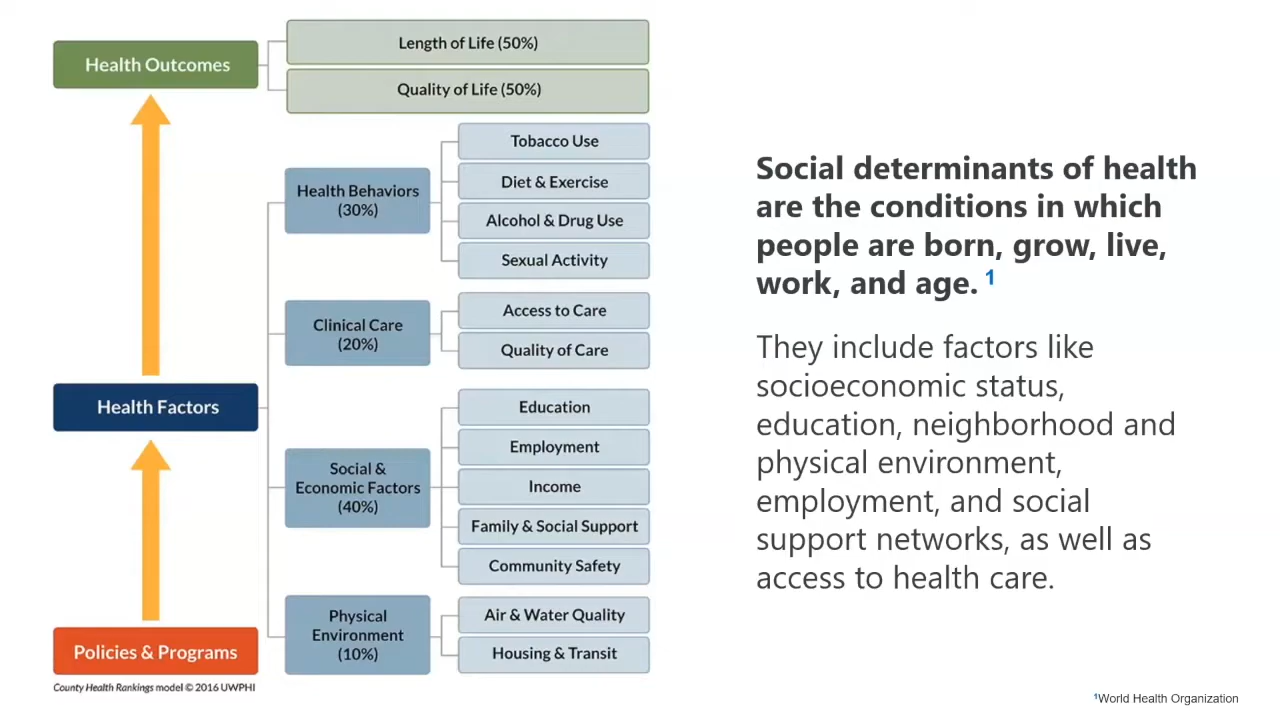 Health Outcomes
Length of Life (50%)
Quality of Life (50%)
Health Behaviors
(30%)
Tobacco Use
Diet & Exercise
Alcohol & Drug Use
Sexual Activity
Clinical Care
(20%)
Access to Care
Quality of Care
Health Factors
Social &
Economic Factors
(40%)
Education
Employment
Income
Family & Social Support
Community Safety
Physical
Environment
(10%)
Air & Water Quality
Housing & Transit
Policies & Programs
County Health Rankings model © 2016 UWPHI
Social determinants of health
are the conditions in which
people are born, grow, live,
work, and age. 1
They include factors like
socioeconomic status,
education, neighborhood and
physical environment,
employment, and social
support networks, as well as
access to health care.
1World Health Organization